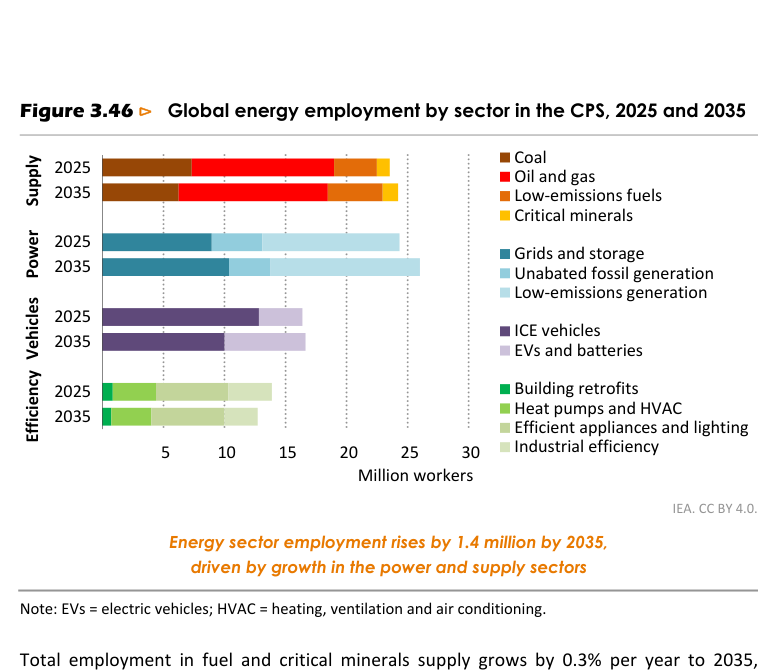 Figure 3.46 ▻ Global energy employment by sector in the CPS, 2025 and 2035
Supply
2025
2035
Coal
Oil and gas
Low-emissions fuels
Critical minerals
Power
2025
2035
Grids and storage
Unabated fossil generation
Low-emissions generation
Vehicles
2025
2035
ICE vehicles
EVs and batteries
Efficiency
2025
2035
Building retrofits
Heat pumps and HVAC
Efficient appliances and lighting
Industrial efficiency
5 10 15 20 25 30
Million workers
IEA. CC BY 4.0.
Energy sector employment rises by 1.4 million by 2035,
driven by growth in the power and supply sectors
Note: EVs = electric vehicles; HVAC = heating, ventilation and air conditioning.
Total employment in fuel and critical minerals supply grows by 0.3% per year to 2035,